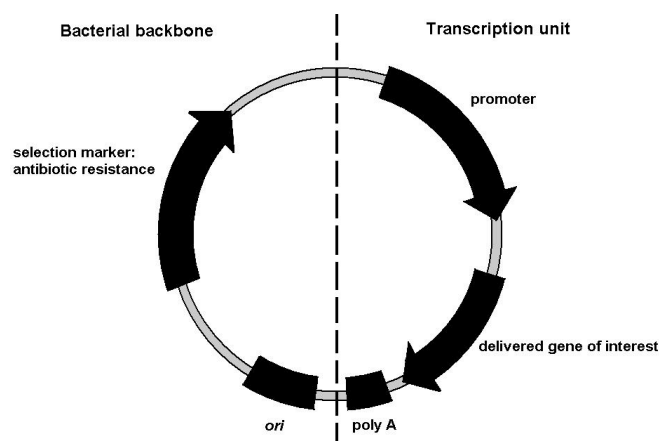 Bacterial backbone
Transcription unit
promoter
selection marker:
antibiotic resistance
delivered gene of interest
ori
poly A